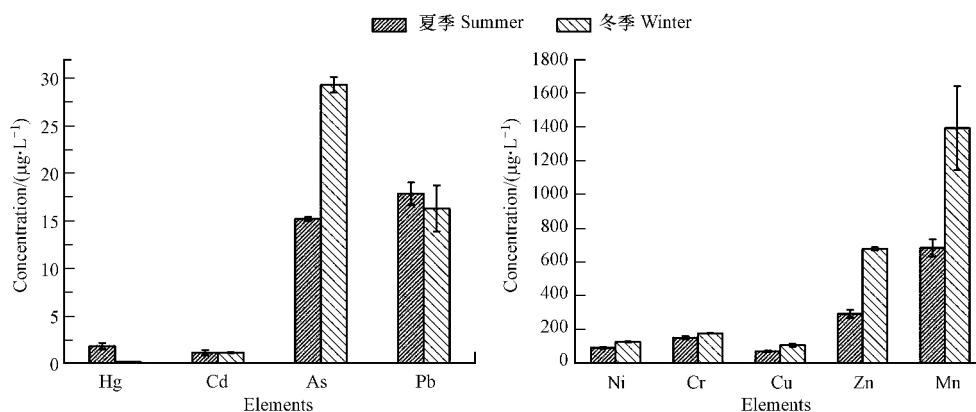 夏季 Summer
冬季 Winter
Concentration/(μg·L⁻¹)
30
25
20
15
10
5
0
Hg
Cd
As
Pb
Elements
Concentration/(μg·L⁻¹)
1800
1600
1400
1200
1000
800
600
400
200
0
Ni
Cr
Cu
Zn
Mn
Elements